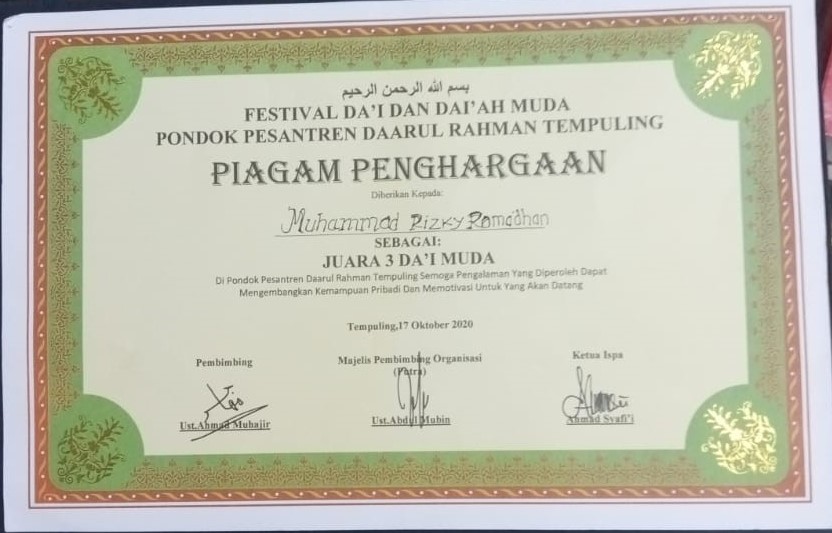 بسم الله الرحمن الرحيم
FESTIVAL DA'I DAN DAI'AH MUDA
PONDOK PESANTREN DAARUL RAHMAN TEMPULING
PIAGAM PENGHARGAAN
Diberikan Kepada:
Muhammad Rizky Romadhan
SEBAGAI:
JUARA 3 DA'I MUDA
Di Pondok Pesantren Daarul Rahman Tempuling Semoga Pengalaman Yang Diperoleh Dapat
Mengembangkan Kemampuan Pribadi Dan Memotivasi Untuk Yang Akan Datang
Tempuling,17 Oktober 2020
Pembimbing
Majelis Pembimbing Organisasi
(Putra)
Ketua Ispa
Ust.Ahmad Muhajir
Ust.Abdul Mubin
Ahmad Syafi'i